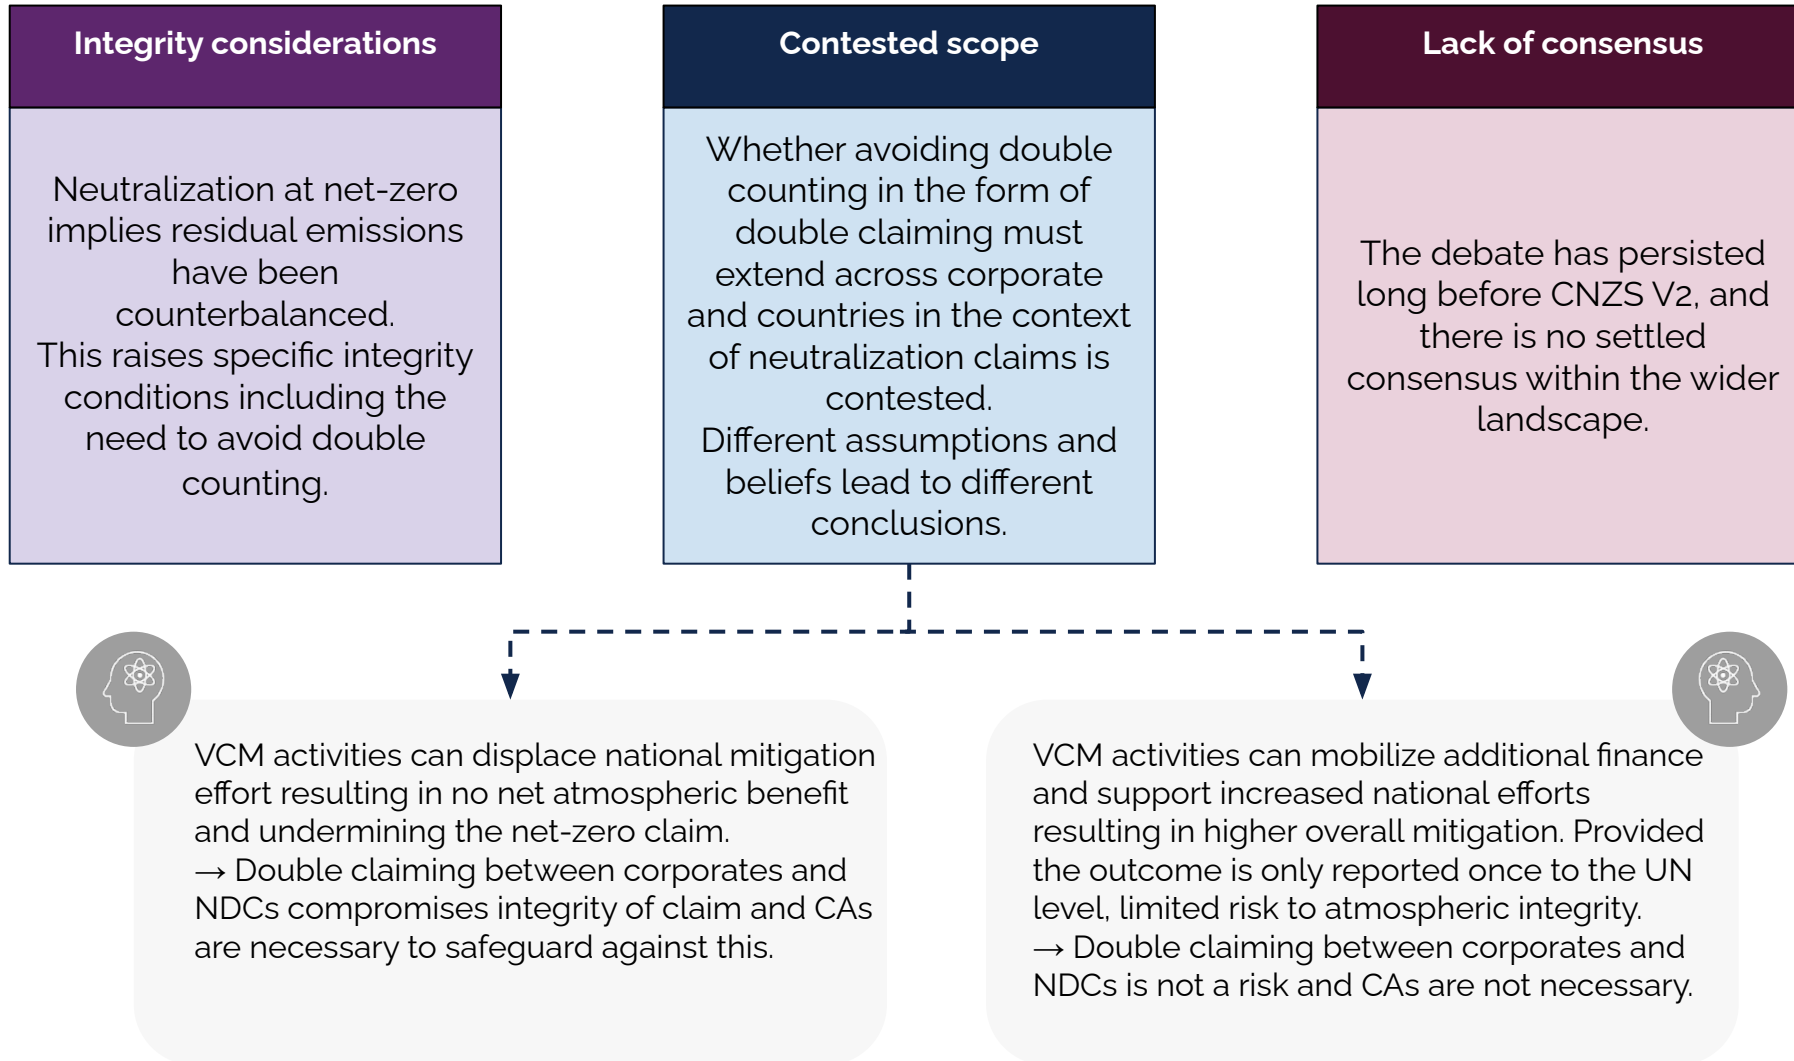 Integrity considerations
Neutralization at net-zero
implies residual emissions
have been
counterbalanced.
This raises specific integrity
conditions including the
need to avoid double
counting.
Contested scope
Whether avoiding double
counting in the form of
double claiming must
extend across corporate
and countries in the context
of neutralization claims is
contested.
Different assumptions and
beliefs lead to different
conclusions.
Lack of consensus
The debate has persisted
long before CNZS V2, and
there is no settled
consensus within the wider
landscape.
VCM activities can displace national mitigation
effort resulting in no net atmospheric benefit
and undermining the net-zero claim.
→ Double claiming between corporates and
NDCs compromises integrity of claim and CAs
are necessary to safeguard against this.
VCM activities can mobilize additional finance
and support increased national efforts
resulting in higher overall mitigation. Provided
the outcome is only reported once to the UN
level, limited risk to atmospheric integrity.
→ Double claiming between corporates and
NDCs is not a risk and CAs are not necessary.